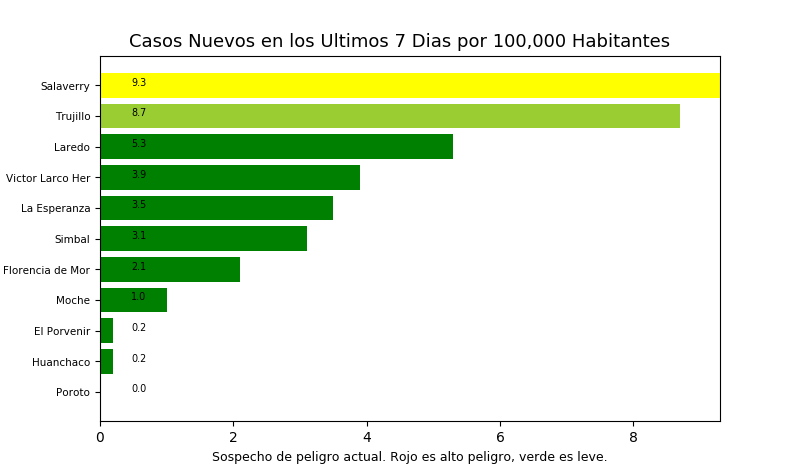 Casos Nuevos en los Ultimos 7 Dias por 100,000 Habitantes
Salaverry 9.3
Trujillo 8.7
Laredo 5.3
Victor Larco Her 3.9
La Esperanza 3.5
Simbal 3.1
Florencia de Mor 2.1
Moche 1.0
El Porvenir 0.2
Huanchaco 0.2
Poroto 0.0
0 2 4 6 8
Sospecho de peligro actual. Rojo es alto peligro, verde es leve.